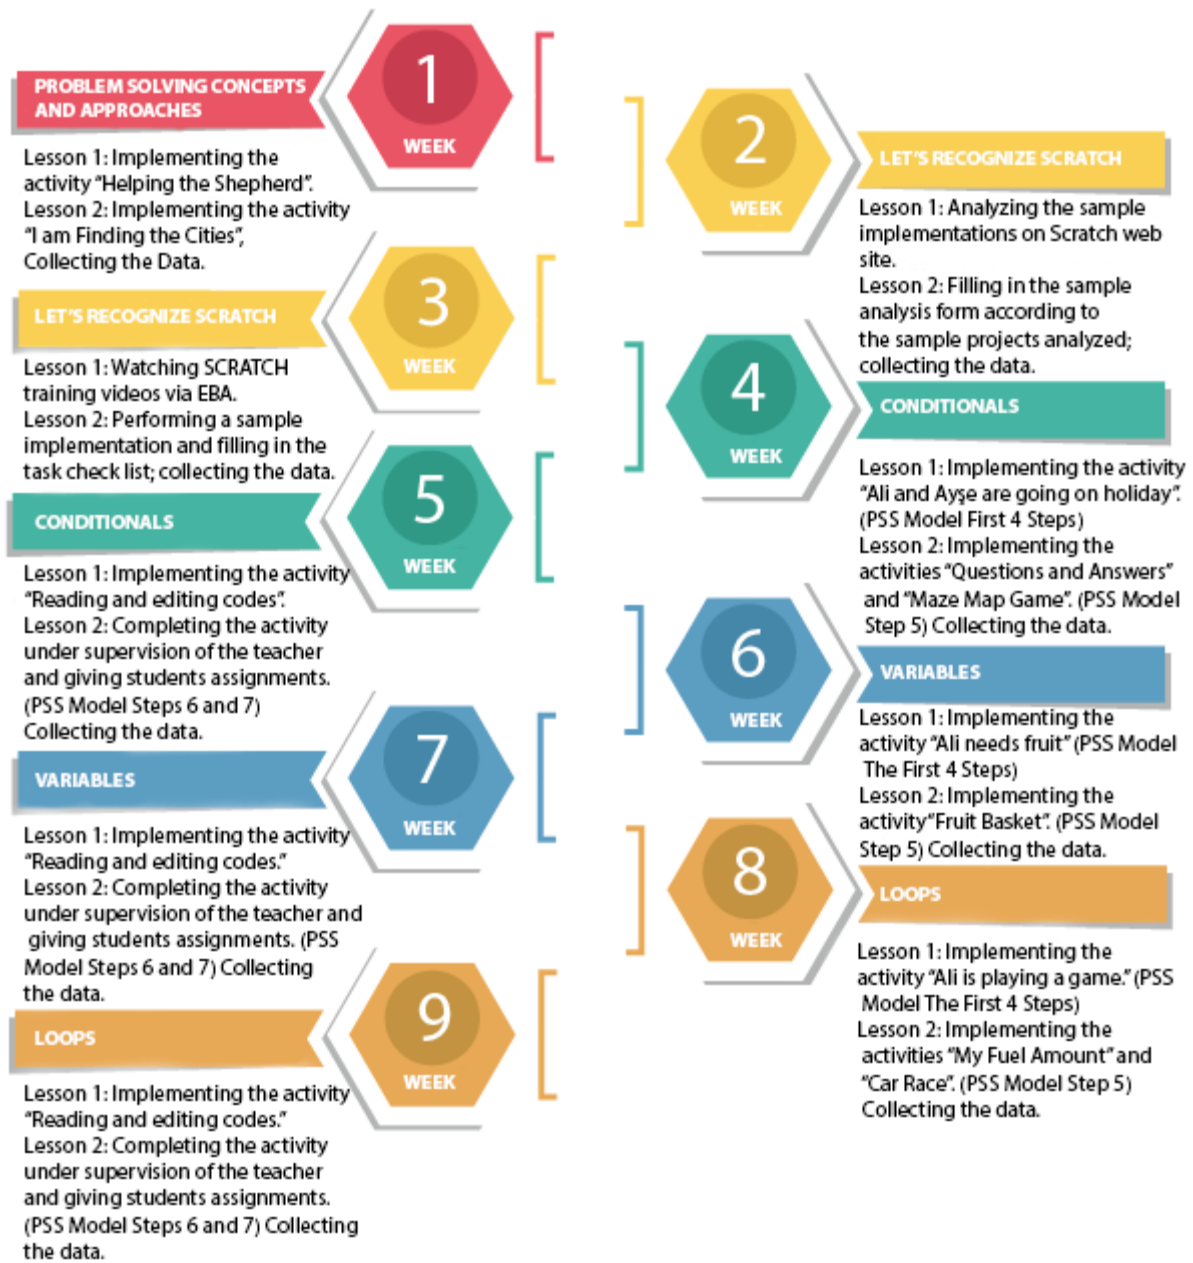 1
WEEK
PROBLEM SOLVING CONCEPTS
AND APPROACHES
Lesson 1: Implementing the
activity “Helping the Shepherd”.
Lesson 2: Implementing the activity
“I am Finding the Cities”,
Collecting the Data.
2
WEEK
LET’S RECOGNIZE SCRATCH
Lesson 1: Analyzing the sample
implementations on Scratch web
site.
Lesson 2: Filling in the sample
analysis form according to
the sample projects analyzed;
collecting the data.
3
WEEK
LET’S RECOGNIZE SCRATCH
Lesson 1: Watching SCRATCH
training videos via EBA.
Lesson 2: Performing a sample
implementation and filling in the
task check list; collecting the data.
4
WEEK
CONDITIONALS
Lesson 1: Implementing the activity
“Ali and Ayşe are going on holiday”.
(PSS Model First 4 Steps)
Lesson 2: Implementing the
activities “Questions and Answers”
and “Maze Map Game”. (PSS Model
Step 5) Collecting the data.
5
WEEK
CONDITIONALS
Lesson 1: Implementing the activity
“Reading and editing codes”.
Lesson 2: Completing the activity
under supervision of the teacher
and giving students assignments.
(PSS Model Steps 6 and 7)
Collecting the data.
6
WEEK
VARIABLES
Lesson 1: Implementing the
activity “Ali needs fruit” (PSS Model
The First 4 Steps)
Lesson 2: Implementing the
activity“Fruit Basket”. (PSS Model
Step 5) Collecting the data.
7
WEEK
VARIABLES
Lesson 1: Implementing the activity
“Reading and editing codes.”
Lesson 2: Completing the activity
under supervision of the teacher and
giving students assignments. (PSS
Model Steps 6 and 7) Collecting
the data.
8
WEEK
LOOPS
Lesson 1: Implementing the
activity “Ali is playing a game.” (PSS
Model The First 4 Steps)
Lesson 2: Implementing the
activities “My Fuel Amount” and
“Car Race”. (PSS Model Step 5)
Collecting the data.
9
WEEK
LOOPS
Lesson 1: Implementing the activity
“Reading and editing codes.”
Lesson 2: Completing the activity
under supervision of the teacher
and giving students assignments.
(PSS Model Steps 6 and 7) Collecting
the data.